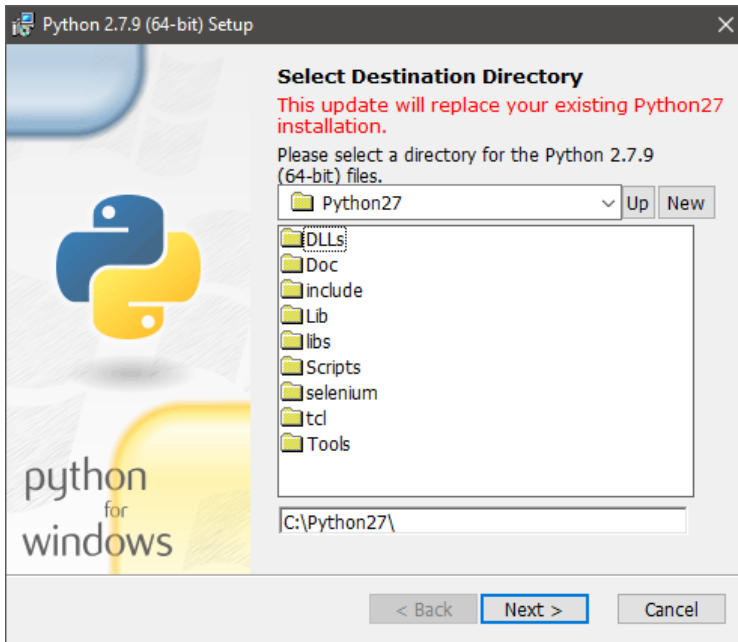 Python 2.7.9 (64-bit) Setup
Select Destination Directory
This update will replace your existing Python27
installation.
Please select a directory for the Python 2.7.9
(64-bit) files.
Python27
Up
New
DLLs
Doc
include
Lib
libs
Scripts
selenium
tcl
Tools
python
for
windows
C:\Python27\
< Back
Next >
Cancel